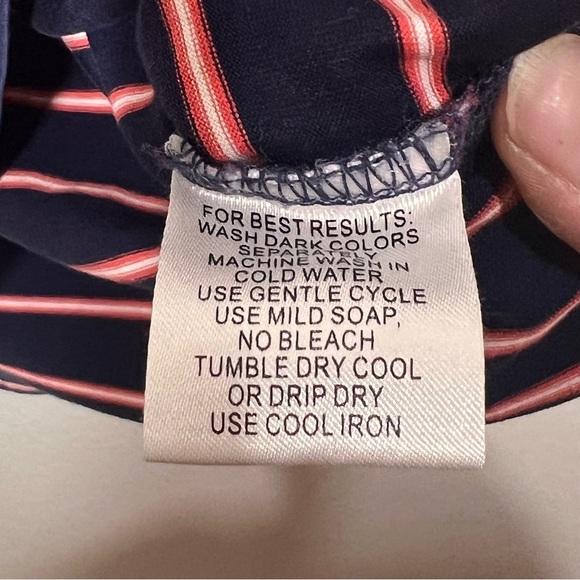 FOR BEST RESULTS:
WASH DARK COLORS
SEPARATELY
MACHINE WASH IN
COLD WATER,
USE GENTLE CYCLE
USE MILD SOAP,
NO BLEACH
TUMBLE DRY COOL
OR DRIP DRY
USE COOL IRON